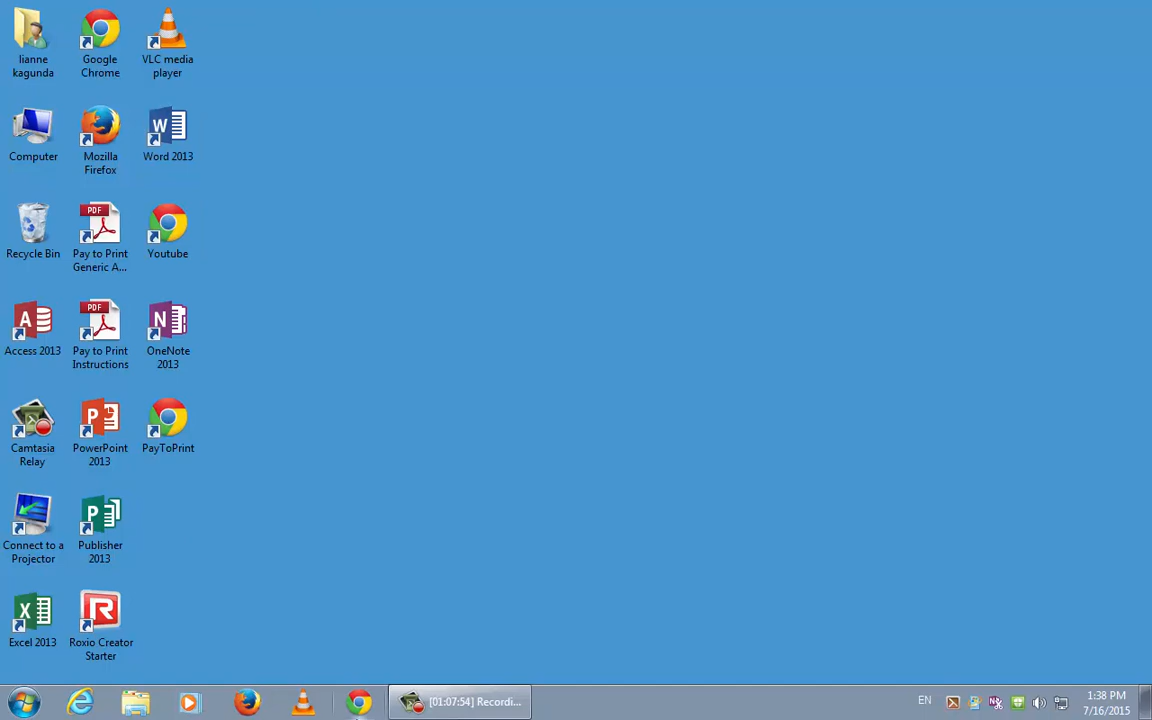 lianne
kagunda
Google
Chrome
VLC media
player
Computer
Mozilla
Firefox
Word 2013
Recycle Bin
Pay to Print
Generic A...
Youtube
Access 2013
Pay to Print
Instructions
OneNote
2013
Camtasia
Relay
PowerPoint
2013
PayToPrint
Connect to a
Projector
Publisher
2013
Excel 2013
Roxio Creator
Starter
[01:07:54] Recordi...
EN
1:38 PM
7/16/2015